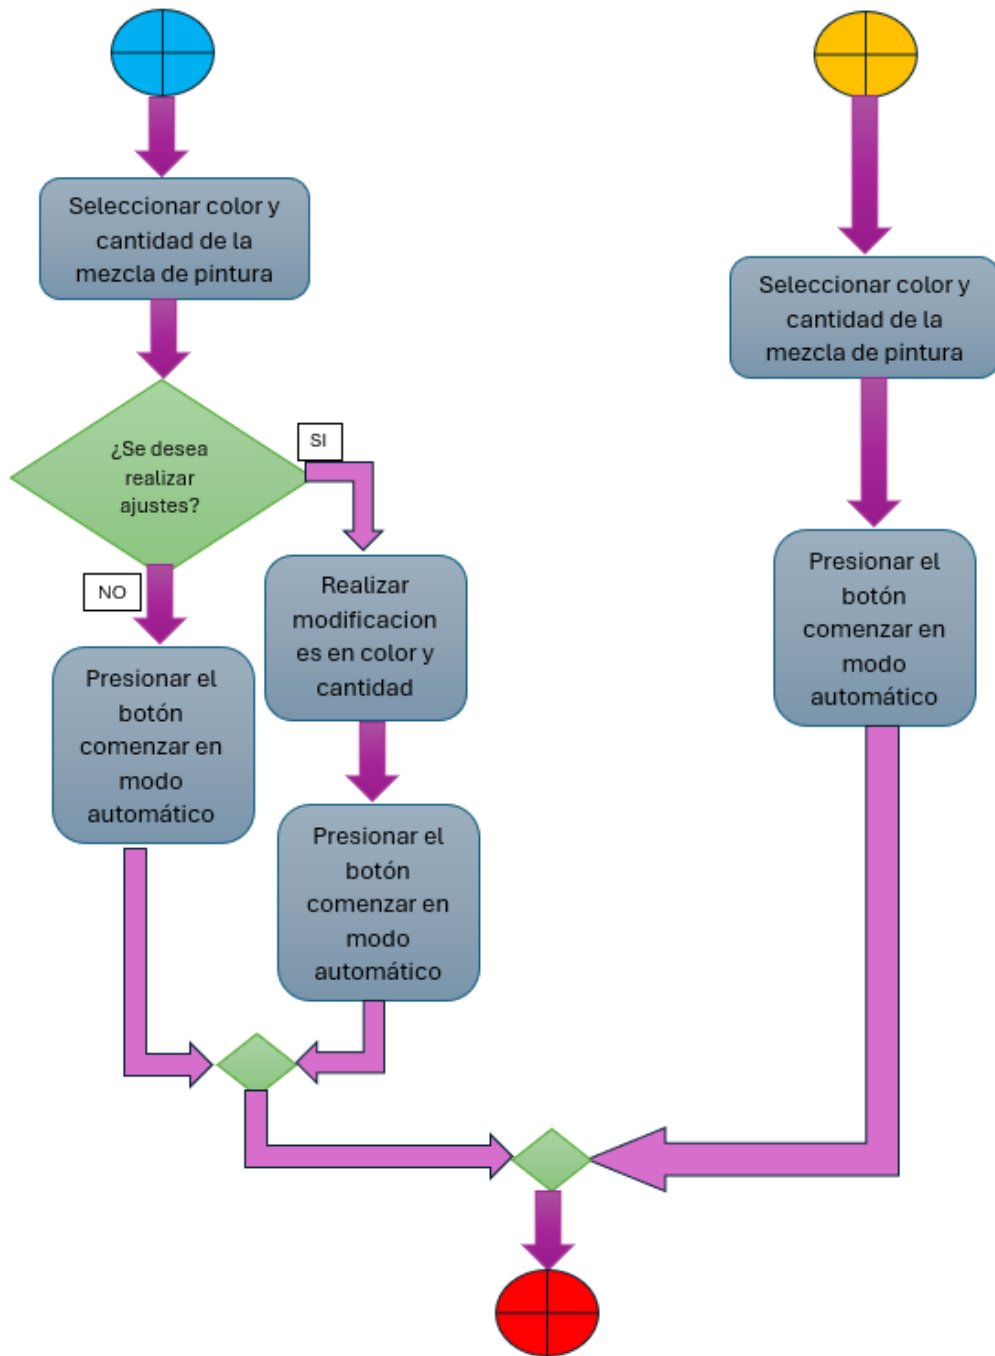 Seleccionar color y
cantidad de la
mezcla de pintura
¿Se desea
realizar
ajustes?
SI
NO
Realizar
modificacion
es en color y
cantidad
Presionar el
botón
comenzar en
modo
automático
Presionar el
botón
comenzar en
modo
automático
Seleccionar color y
cantidad de la
mezcla de pintura
Presionar el
botón
comenzar en
modo
automático